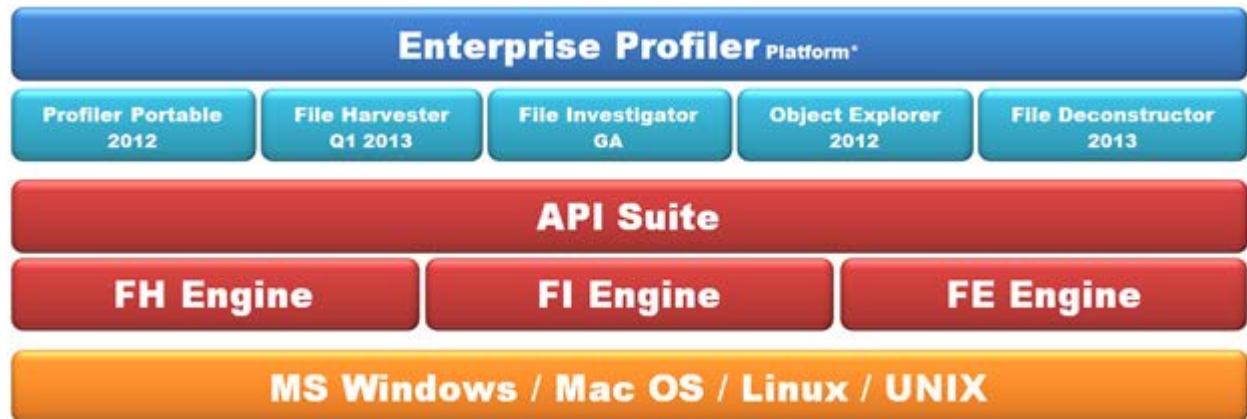 Enterprise Profiler Platform*
Profiler Portable
2012
File Harvester
Q1 2013
File Investigator
GA
Object Explorer
2012
File Deconstructor
2013
API Suite
FH Engine
FI Engine
FE Engine
MS Windows / Mac OS / Linux / UNIX